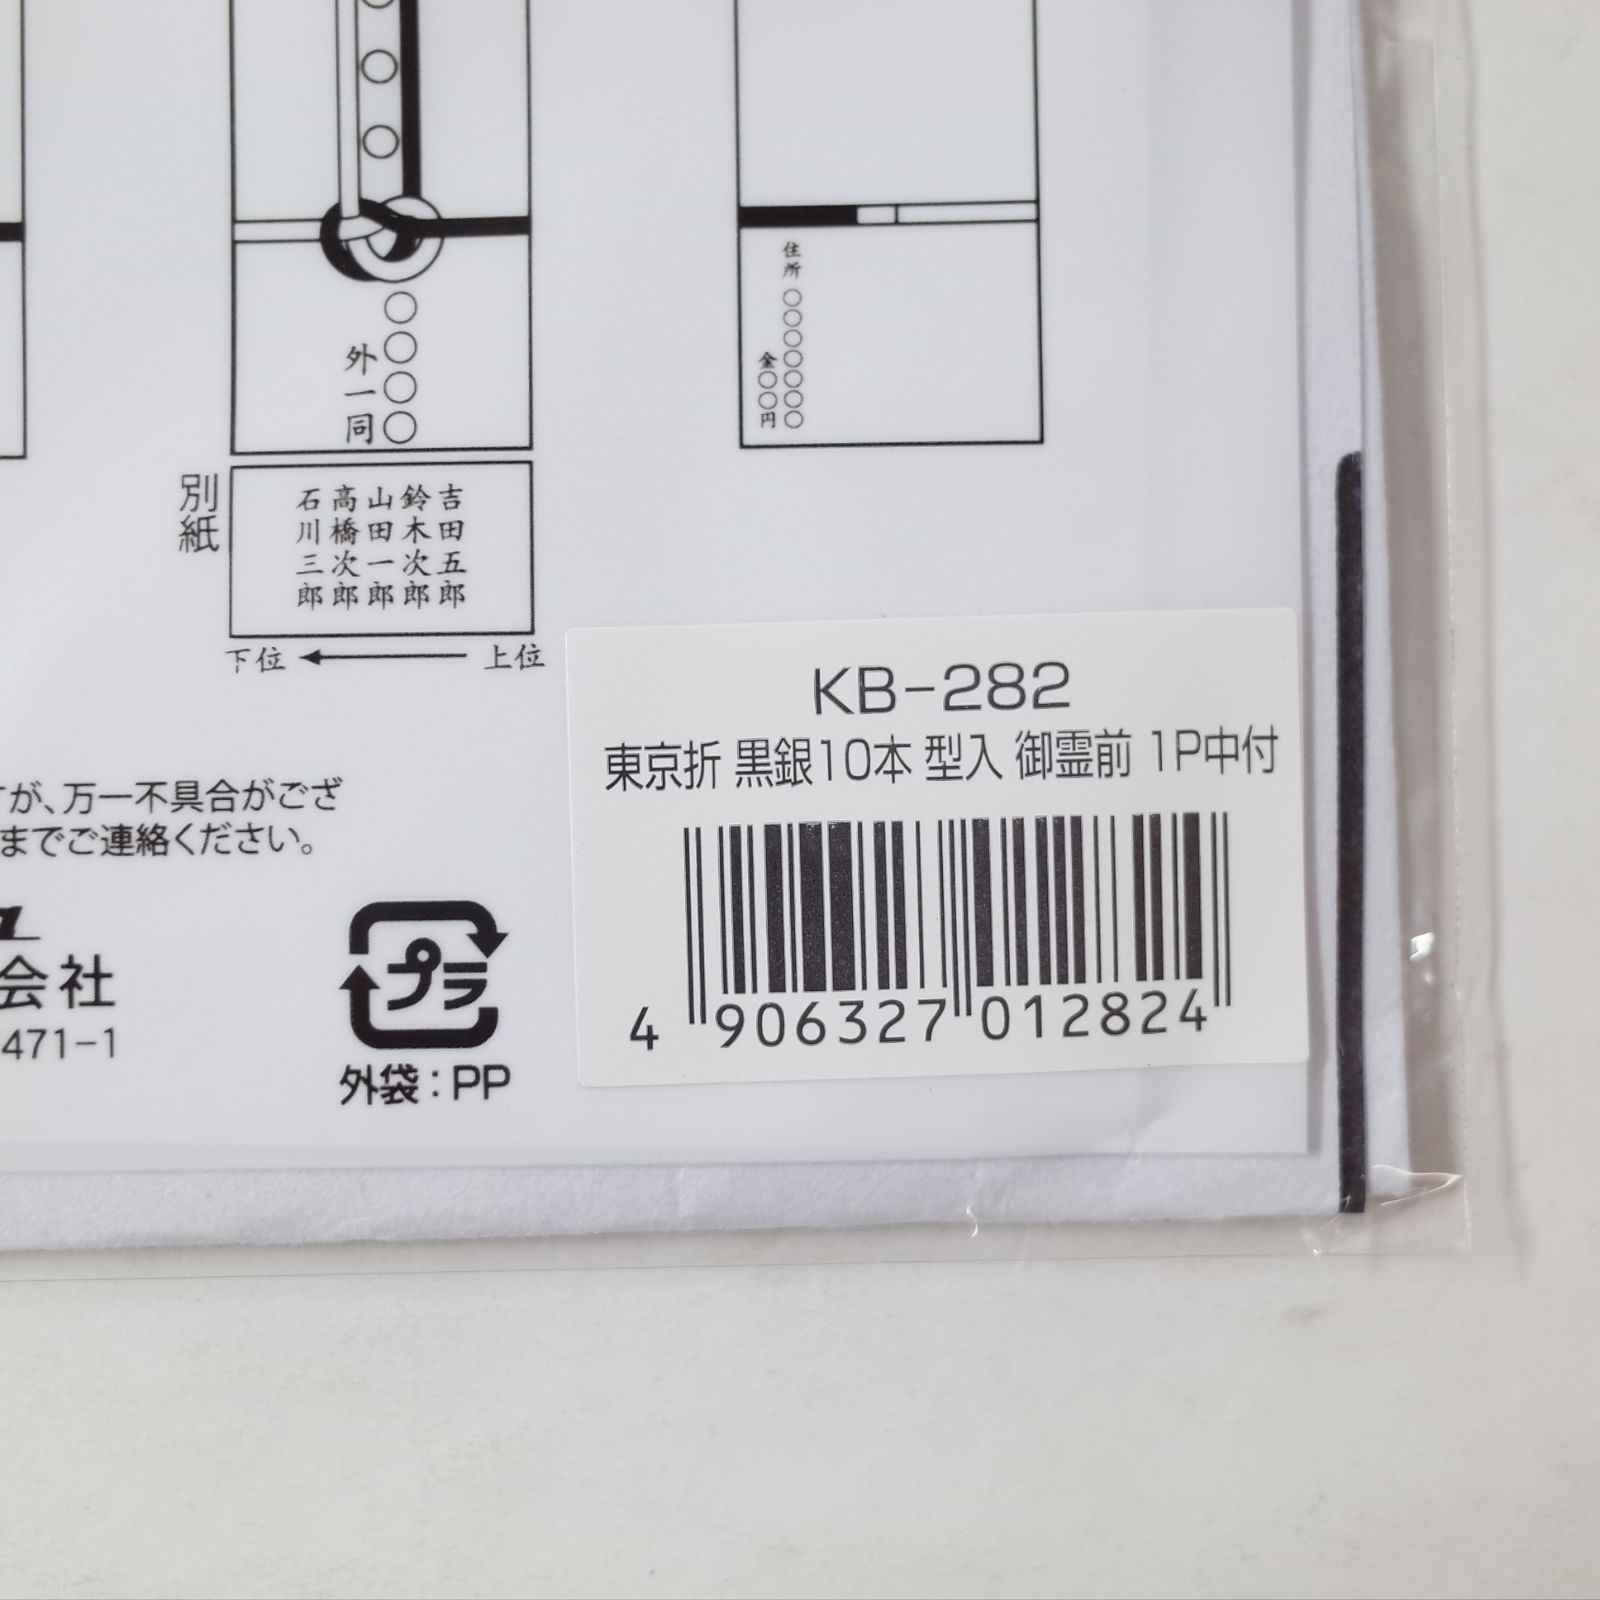 住所
○○○○○○○
金○○円
○○○○
外一同
別紙
吉田五郎
鈴木次郎
山田一郎
高橋次郎
石川三郎
下位
上位
KB-282
東京折 黒銀10本 型入 御霊前 1P中付
4 906327 012824
が、万一不具合がござ
までご連絡ください。
会社
471-1
プラ
外袋：PP